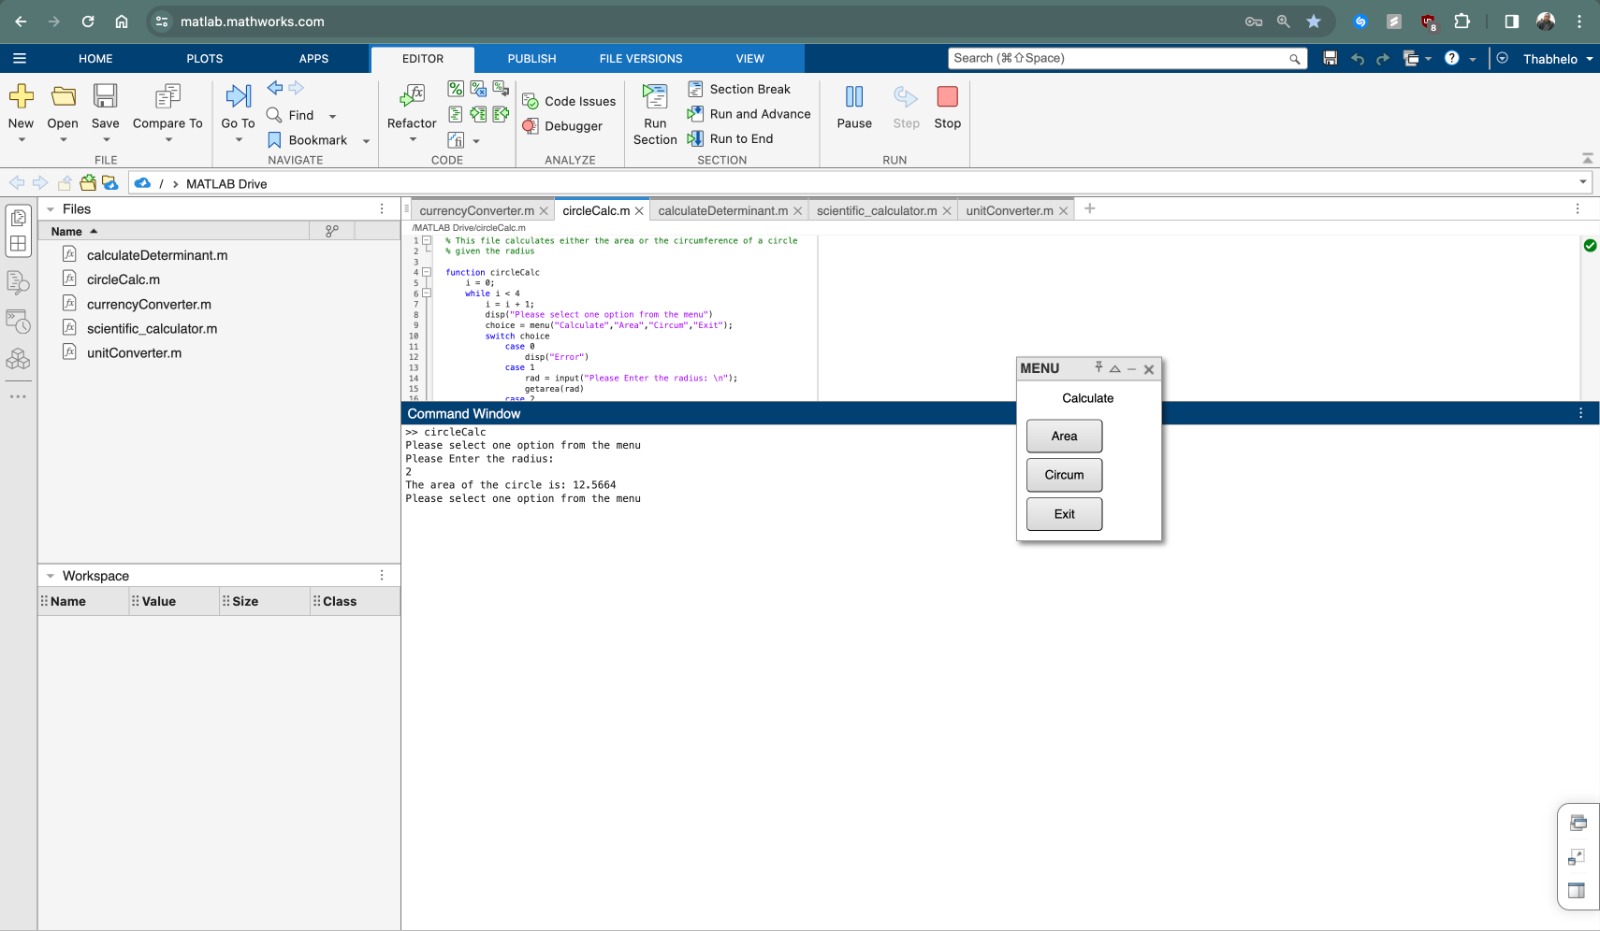 matlab.mathworks.com
8
HOME PLOTS APPS EDITOR PUBLISH FILE VERSIONS VIEW Search (⌘⇧Space) Thabhelo
New Open Save Compare To Go To Find Bookmark Refactor Code Issues Debugger Run Section Section Break Run and Advance Run to End Pause Step Stop
FILE NAVIGATE CODE ANALYZE SECTION RUN
/ › MATLAB Drive
Files
Name
calculateDeterminant.m
circleCalc.m
currencyConverter.m
scientific_calculator.m
unitConverter.m
Workspace
Name Value Size Class
currencyConverter.m circleCalc.m calculateDeterminant.m scientific_calculator.m unitConverter.m
/MATLAB Drive/circleCalc.m
1 % This file calculates either the area or the circumference of a circle
2 % given the radius
3
4 function circleCalc
5 i = 0;
6 while i < 4
7 i = i + 1;
8 disp("Please select one option from the menu")
9 choice = menu("Calculate","Area","Circum","Exit");
10 switch choice
11 case 0
12 disp("Error")
13 case 1
14 rad = input("Please Enter the radius: \n");
15 getarea(rad)
16 case 2
Command Window
>> circleCalc
Please select one option from the menu
Please Enter the radius:
2
The area of the circle is: 12.5664
Please select one option from the menu
MENU
Calculate
Area
Circum
Exit